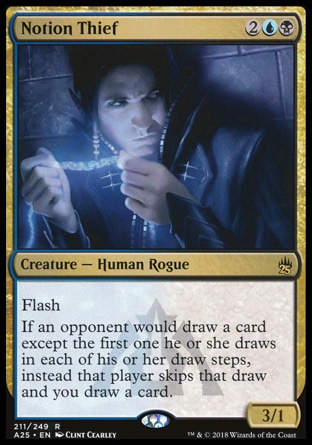 Notion Thief 2
Creature — Human Rogue
25
Flash
If an opponent would draw a card
except the first one he or she draws
in each of his or her draw steps,
instead that player skips that draw
and you draw a card.
3/1
211/249 R
A25 • EN Clint Cearley
™ & © 2018 Wizards of the Coast